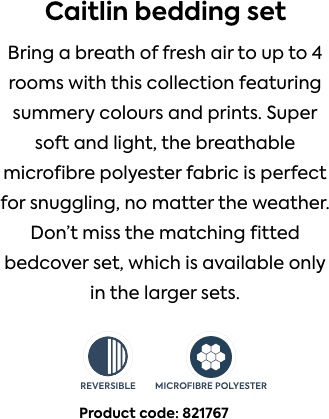 Caitlin bedding set
Bring a breath of fresh air to up to 4
rooms with this collection featuring
summery colours and prints. Super
soft and light, the breathable
microfibre polyester fabric is perfect
for snuggling, no matter the weather.
Don’t miss the matching fitted
bedcover set, which is available only
in the larger sets.
REVERSIBLE MICROFIBRE POLYESTER
Product code: 821767